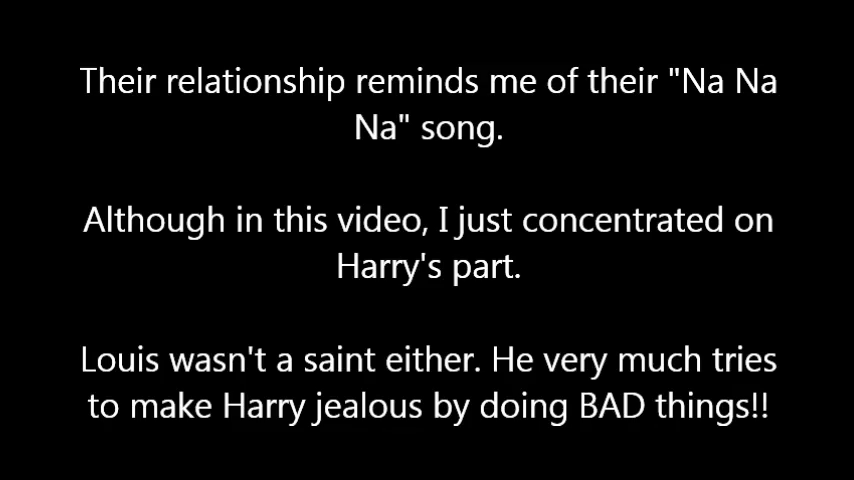 Their relationship reminds me of their "Na Na
Na" song.
Although in this video, I just concentrated on
Harry's part.
Louis wasn't a saint either. He very much tries
to make Harry jealous by doing BAD things!!